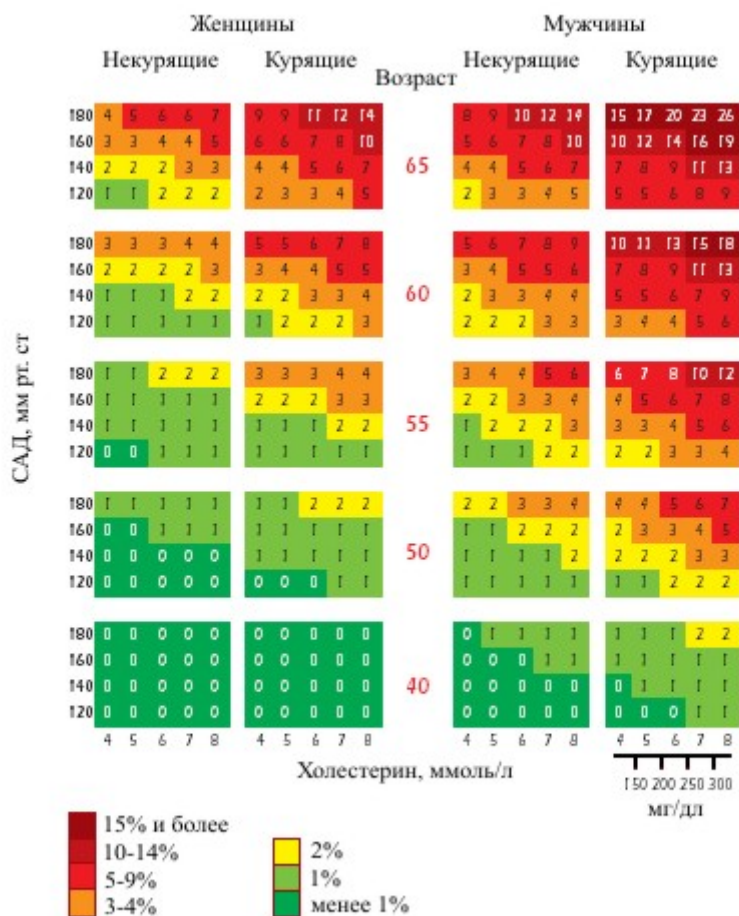 Женщины Мужчины
Некурящие Курящие Некурящие Курящие
Возраст
САД, мм рт. ст
180 4 5 6 6 7 9 9 11 12 14 8 9 10 12 14 15 17 20 23 26
160 3 3 4 4 5 6 6 7 8 10 5 6 7 8 10 10 12 14 16 19
65
140 2 2 2 3 3 4 4 5 6 7 4 4 5 6 7 7 8 9 11 13
120 1 1 2 2 2 2 3 3 4 5 2 3 3 4 5 5 5 6 8 9
180 3 3 3 4 4 5 5 6 7 8 5 6 7 8 9 10 11 13 15 18
160 2 2 2 2 3 3 4 4 5 5 3 4 5 5 6 7 8 9 11 13
60
140 1 1 1 2 2 2 2 3 3 4 2 3 3 4 4 5 5 6 7 9
120 1 1 1 1 1 1 2 2 2 3 2 2 2 3 3 3 4 4 5 6
180 1 1 2 2 2 3 3 3 4 4 3 4 4 5 6 6 7 8 10 12
160 1 1 1 1 1 2 2 2 3 3 2 2 3 3 4 4 5 6 7 8
55
140 1 1 1 1 1 1 1 1 2 2 1 2 2 2 3 3 3 4 5 6
120 0 0 1 1 1 1 1 1 1 1 1 1 1 2 2 2 2 3 3 4
180 1 1 1 1 1 1 1 2 2 2 2 2 3 3 4 4 4 5 6 7
160 0 0 1 1 1 1 1 1 1 1 1 1 2 2 2 2 3 3 4 5
50
140 0 0 0 0 0 1 1 1 1 1 1 1 1 1 2 2 2 2 3 3
120 0 0 0 0 0 0 0 0 1 1 1 1 1 1 1 1 1 2 2 2
180 0 0 0 0 0 0 0 0 0 0 0 1 1 1 1 1 1 1 2 2
160 0 0 0 0 0 0 0 0 0 0 0 0 0 1 1 1 1 1 1 1
40
140 0 0 0 0 0 0 0 0 0 0 0 0 0 0 0 0 1 1 1 1
120 0 0 0 0 0 0 0 0 0 0 0 0 0 0 0 0 0 0 1 1
4 5 6 7 8 4 5 6 7 8 4 5 6 7 8 4 5 6 7 8
Холестерин, ммоль/л
150 200 250 300
мг/дл
15% и более
10-14%
5-9%
3-4%
2%
1%
менее 1%